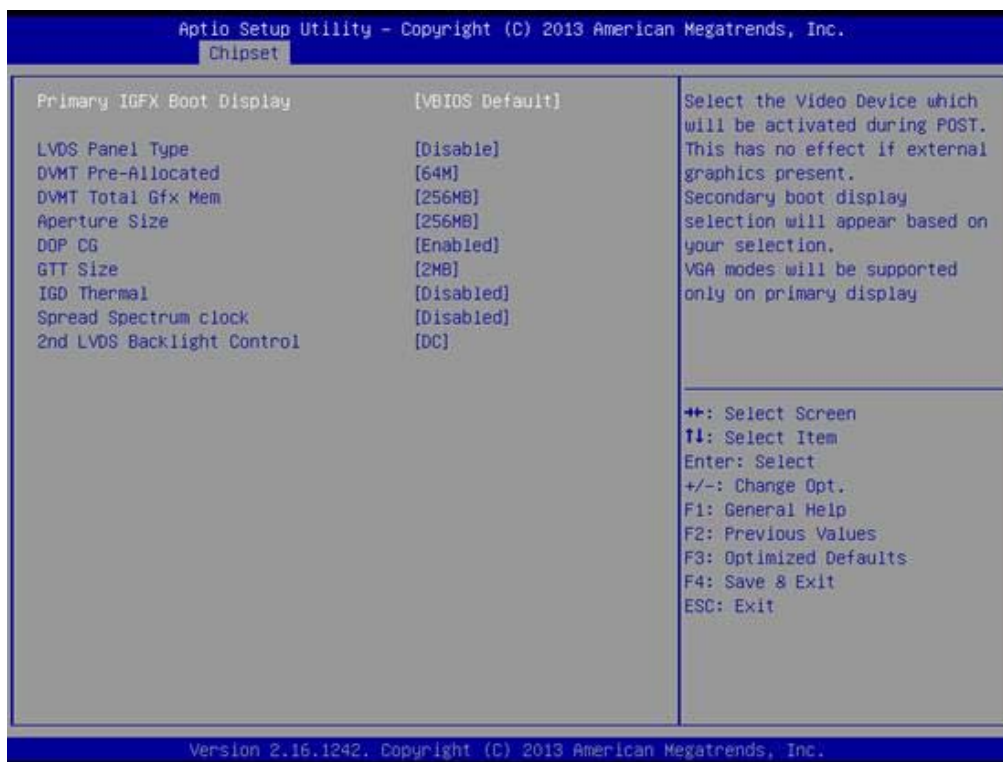 Aptio Setup Utility – Copyright (C) 2013 American Megatrends, Inc.
Chipset
Primary IGFX Boot Display [VBIOS Default]
LVDS Panel Type [Disable]
DVMT Pre-Allocated [64M]
DVMT Total Gfx Mem [256MB]
Aperture Size [256MB]
DOP CG [Enabled]
GTT Size [2MB]
IGD Thermal [Disabled]
Spread Spectrum clock [Disabled]
2nd LVDS Backlight Control [DC]
Select the Video Device which
will be activated during POST.
This has no effect if external
graphics present.
Secondary boot display
selection will appear based on
your selection.
VGA modes will be supported
only on primary display
→←: Select Screen
↑↓: Select Item
Enter: Select
+/-: Change Opt.
F1: General Help
F2: Previous Values
F3: Optimized Defaults
F4: Save & Exit
ESC: Exit
Version 2.16.1242. Copyright (C) 2013 American Megatrends, Inc.